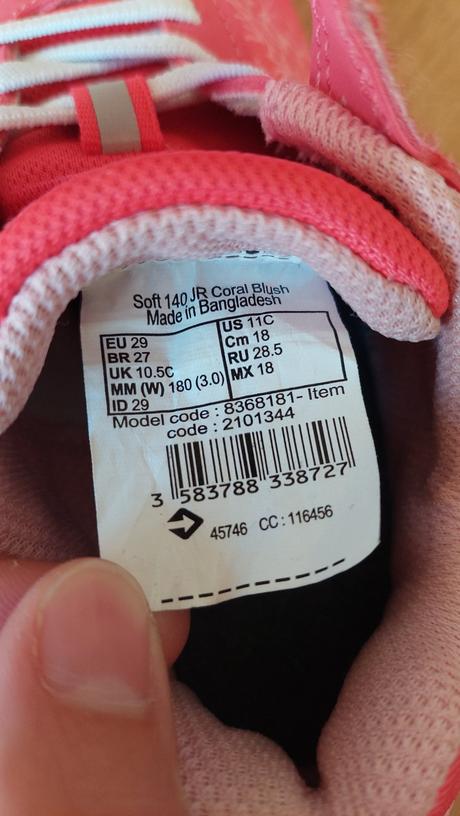 Soft 140 JR Coral Blush
Made in Bangladesh
EU 29
BR 27
UK 10.5C
MM (W) 180 (3.0)
ID 29
US 11C
Cm 18
RU 28.5
MX 18
Model code : 8368181- Item
code : 2101344
3 583788 338727
45746 CC : 116456